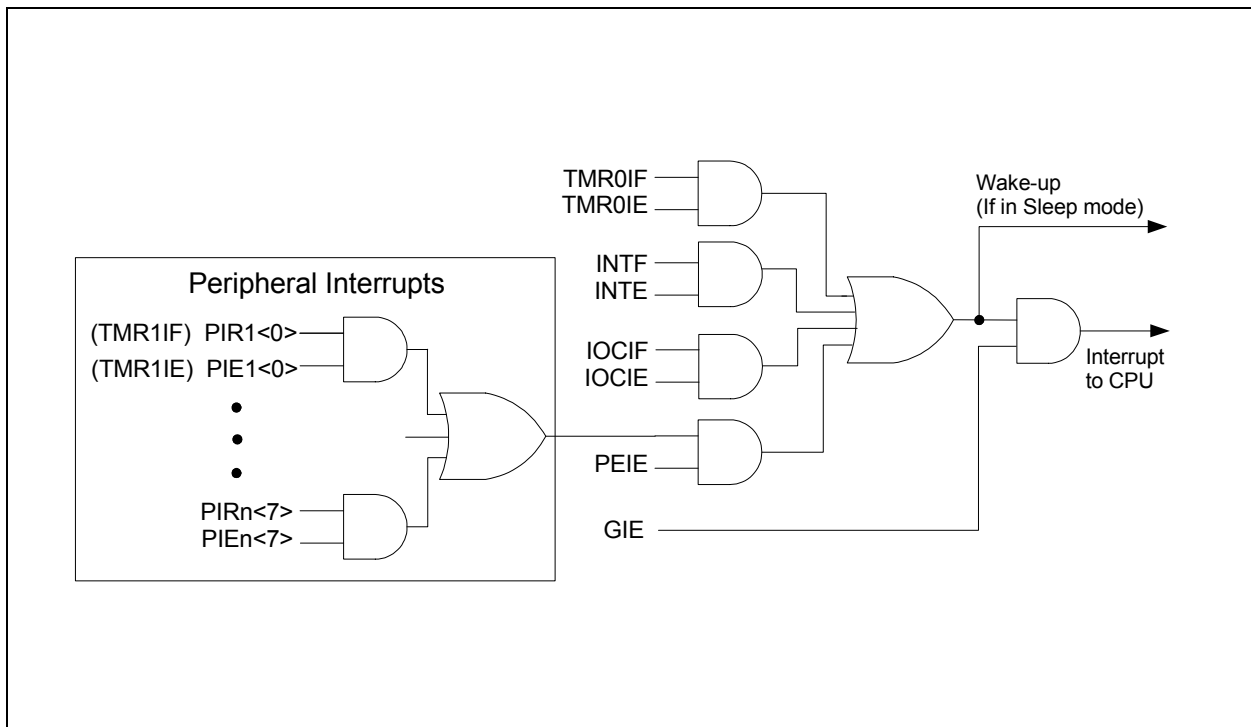 TMR0IF
TMR0IE
Wake-up
(If in Sleep mode)
INTF
INTE
Peripheral Interrupts
(TMR1IF) PIR1<0>
(TMR1IE) PIE1<0>
IOCIF
IOCIE
Interrupt
to CPU
PEIE
PIRn<7>
PIEn<7>
GIE